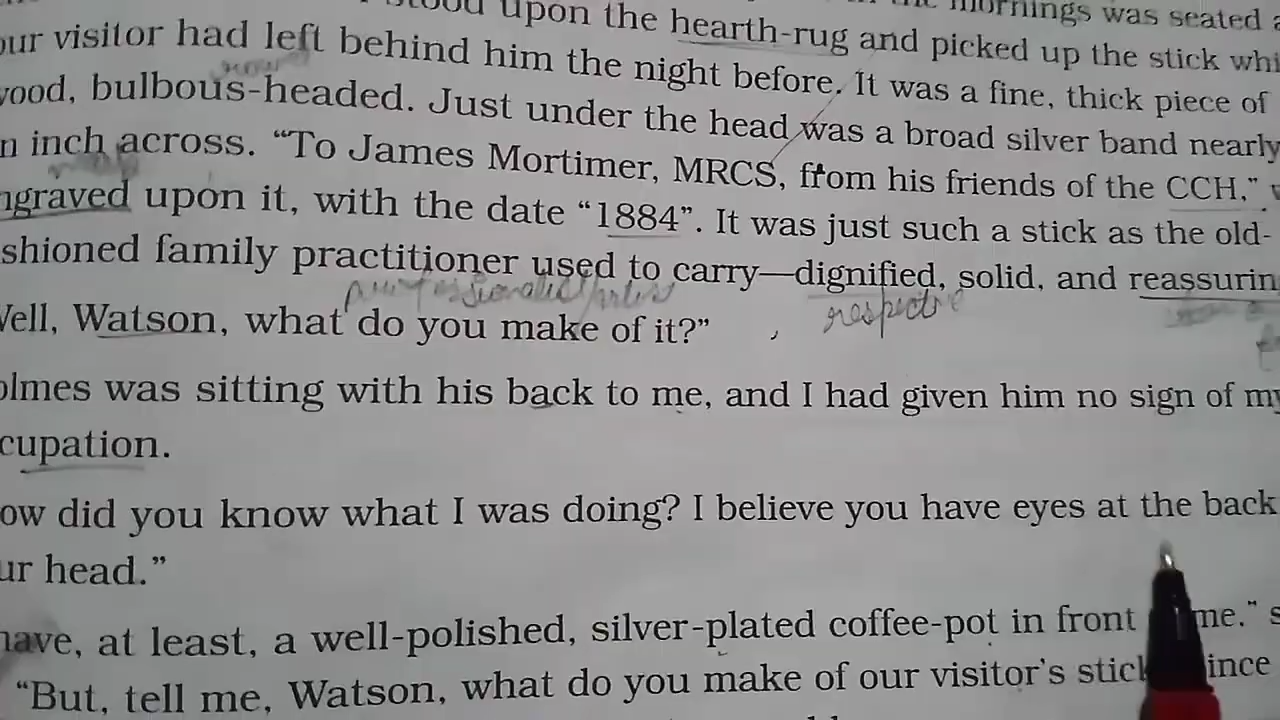 mornings was seated
upon the hearth-rug and picked up the stick whi
our visitor had left behind him the night before. It was a fine, thick piece of
wood, bulbous-headed. Just under the head was a broad silver band nearly
n inch across. “To James Mortimer, MRCS, from his friends of the CCH,”
ngraved upon it, with the date “1884”. It was just such a stick as the old-
shioned family practitioner used to carry—dignified, solid, and reassurin
Well, Watson, what do you make of it?”
olmes was sitting with his back to me, and I had given him no sign of my
cupation.
ow did you know what I was doing? I believe you have eyes at the back
ur head.”
have, at least, a well-polished, silver-plated coffee-pot in front me,” s
“But, tell me, Watson, what do you make of our visitor’s stick ince